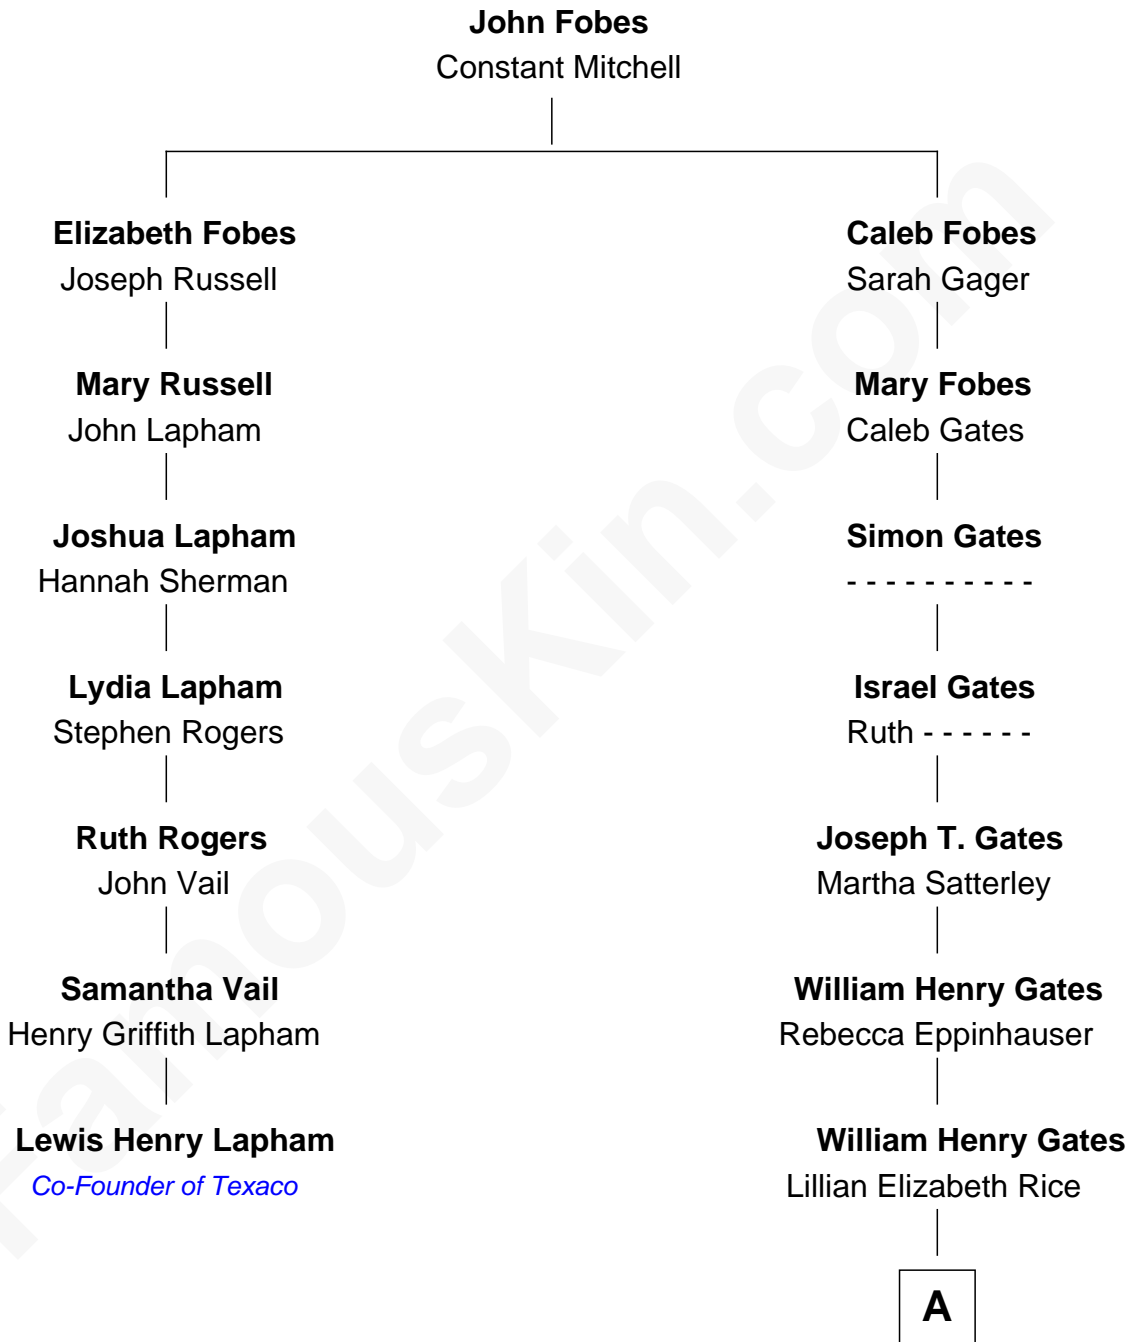 John Fobes
Constant Mitchell
Elizabeth Fobes
Joseph Russell
Caleb Fobes
Sarah Gager
Mary Russell
John Lapham
Mary Fobes
Caleb Gates
Joshua Lapham
Hannah Sherman
Simon Gates
- - - - - - - - - -
Lydia Lapham
Stephen Rogers
Israel Gates
Ruth - - - - - -
Ruth Rogers
John Vail
Joseph T. Gates
Martha Satterley
Samantha Vail
Henry Griffith Lapham
William Henry Gates
Rebecca Eppinhauser
Lewis Henry Lapham
Co-Founder of Texaco
William Henry Gates
Lillian Elizabeth Rice
A
FamousKin.com